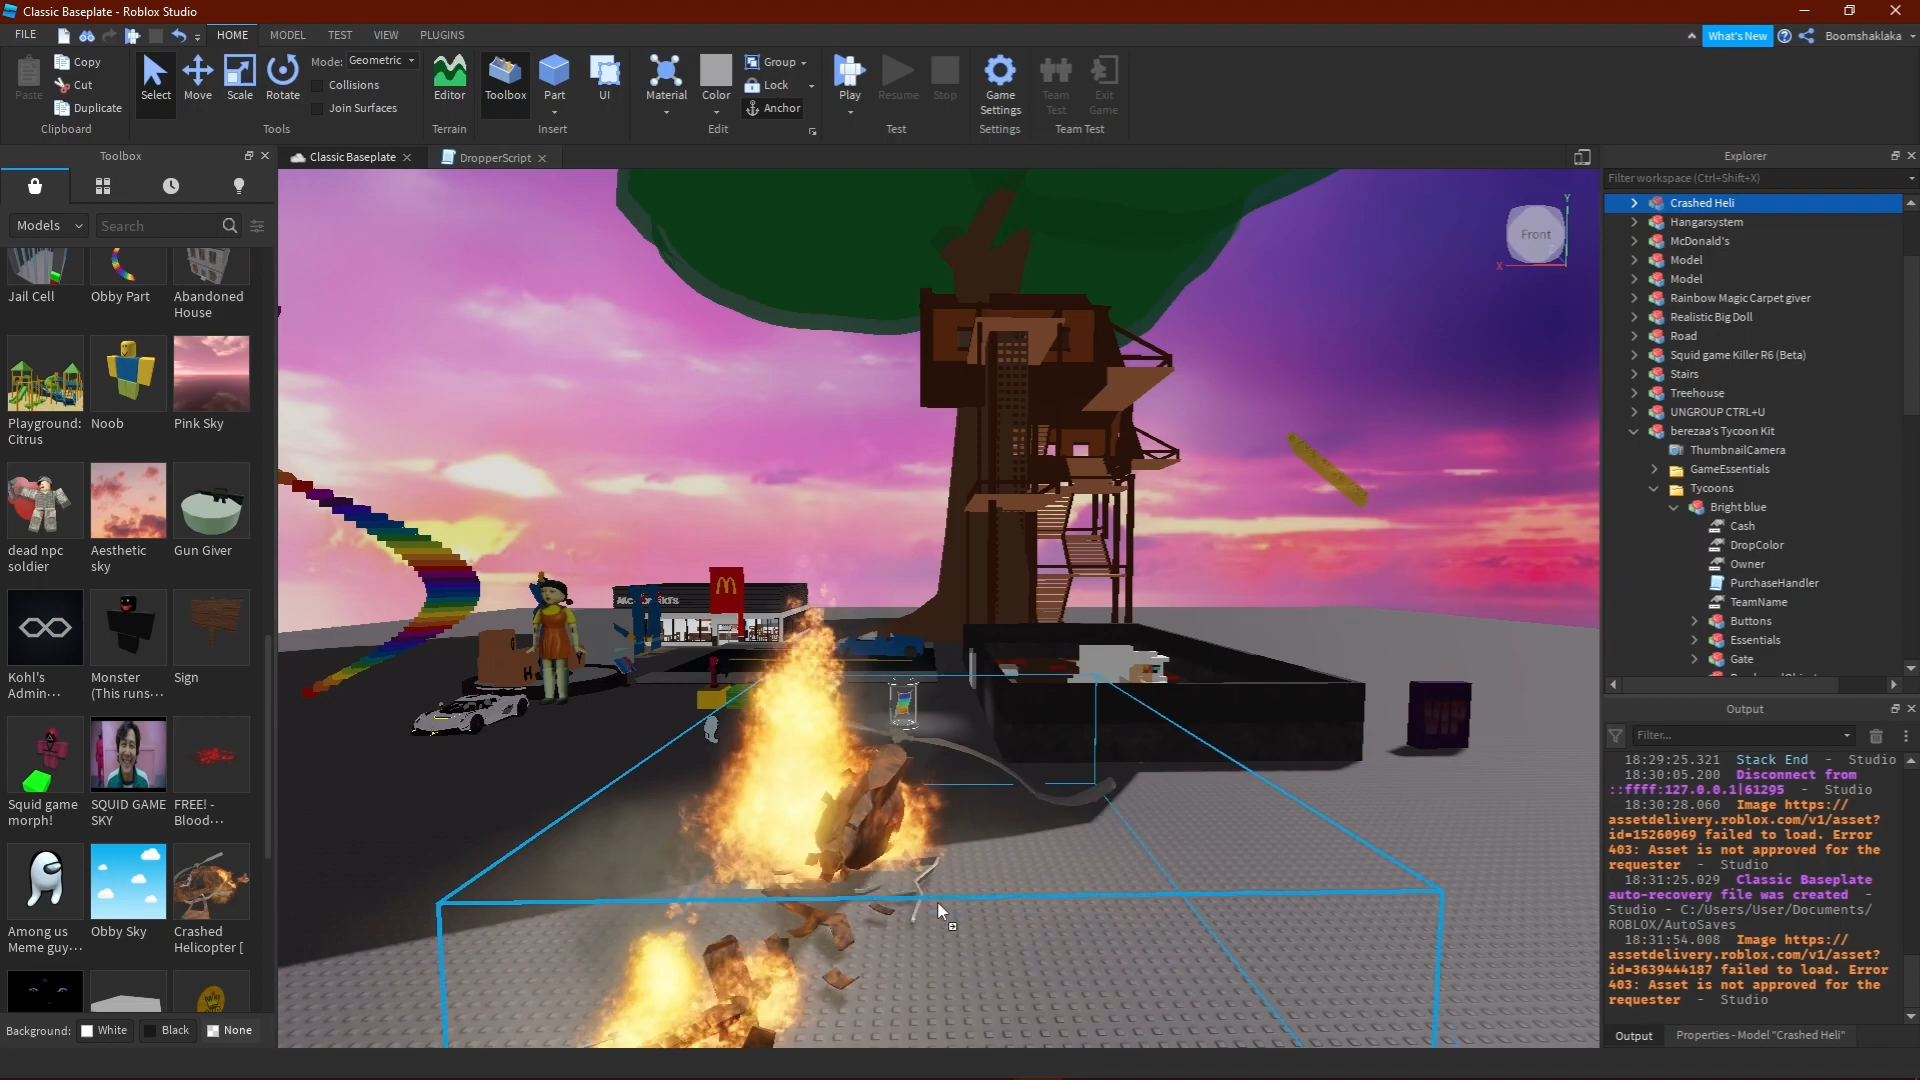 Classic Baseplate - Roblox Studio
FILE
HOME
MODEL
TEST
VIEW
PLUGINS
What's New
Boomshaklaka
Paste
Copy
Cut
Duplicate
Clipboard
Select
Move
Scale
Rotate
Mode:
Geometric
Collisions
Join Surfaces
Tools
Editor
Terrain
Toolbox
Part
UI
Insert
Material
Color
Group
Lock
Anchor
Edit
Play
Resume
Stop
Test
Game
Settings
Settings
Team
Test
Exit
Game
Team Test
Toolbox
Classic Baseplate
DropperScript
Models
Search
Jail Cell
Obby Part
Abandoned
House
Playground:
Citrus
Noob
Pink Sky
dead npc
soldier
Aesthetic
sky
Gun Giver
Kohl's
Admin···
Monster
(This runs···
Sign
Squid game
morph!
SQUID GAME
SKY
FREE! -
Blood···
Among us
Meme guy···
Obby Sky
Crashed
Helicopter [
Background:
White
Black
None
Front
Y
X
McDonald's
VIP
Explorer
Filter workspace (Ctrl+Shift+X)
Crashed Heli
Hangarsystem
McDonald's
Model
Model
Rainbow Magic Carpet giver
Realistic Big Doll
Road
Squid game Killer R6 (Beta)
Stairs
Treehouse
UNGROUP CTRL+U
berezaa's Tycoon Kit
ThumbnailCamera
GameEssentials
Tycoons
Bright blue
Cash
DropColor
Owner
PurchaseHandler
TeamName
Buttons
Essentials
Gate
Output
Filter...
18:29:25.321 Stack End - Studio
18:30:05.200 Disconnect from
::ffff:127.0.0.1|61295 - Studio
18:30:28.060 Image https://
assetdelivery.roblox.com/v1/asset?
id=15260969 failed to load. Error
403: Asset is not approved for the
requester - Studio
18:31:25.029 Classic Baseplate
auto-recovery file was created -
Studio - C:/Users/User/Documents/
ROBLOX/AutoSaves
18:31:54.008 Image https://
assetdelivery.roblox.com/v1/asset?
id=3639444187 failed to load. Error
403: Asset is not approved for the
requester - Studio
Output
Properties - Model "Crashed Heli"